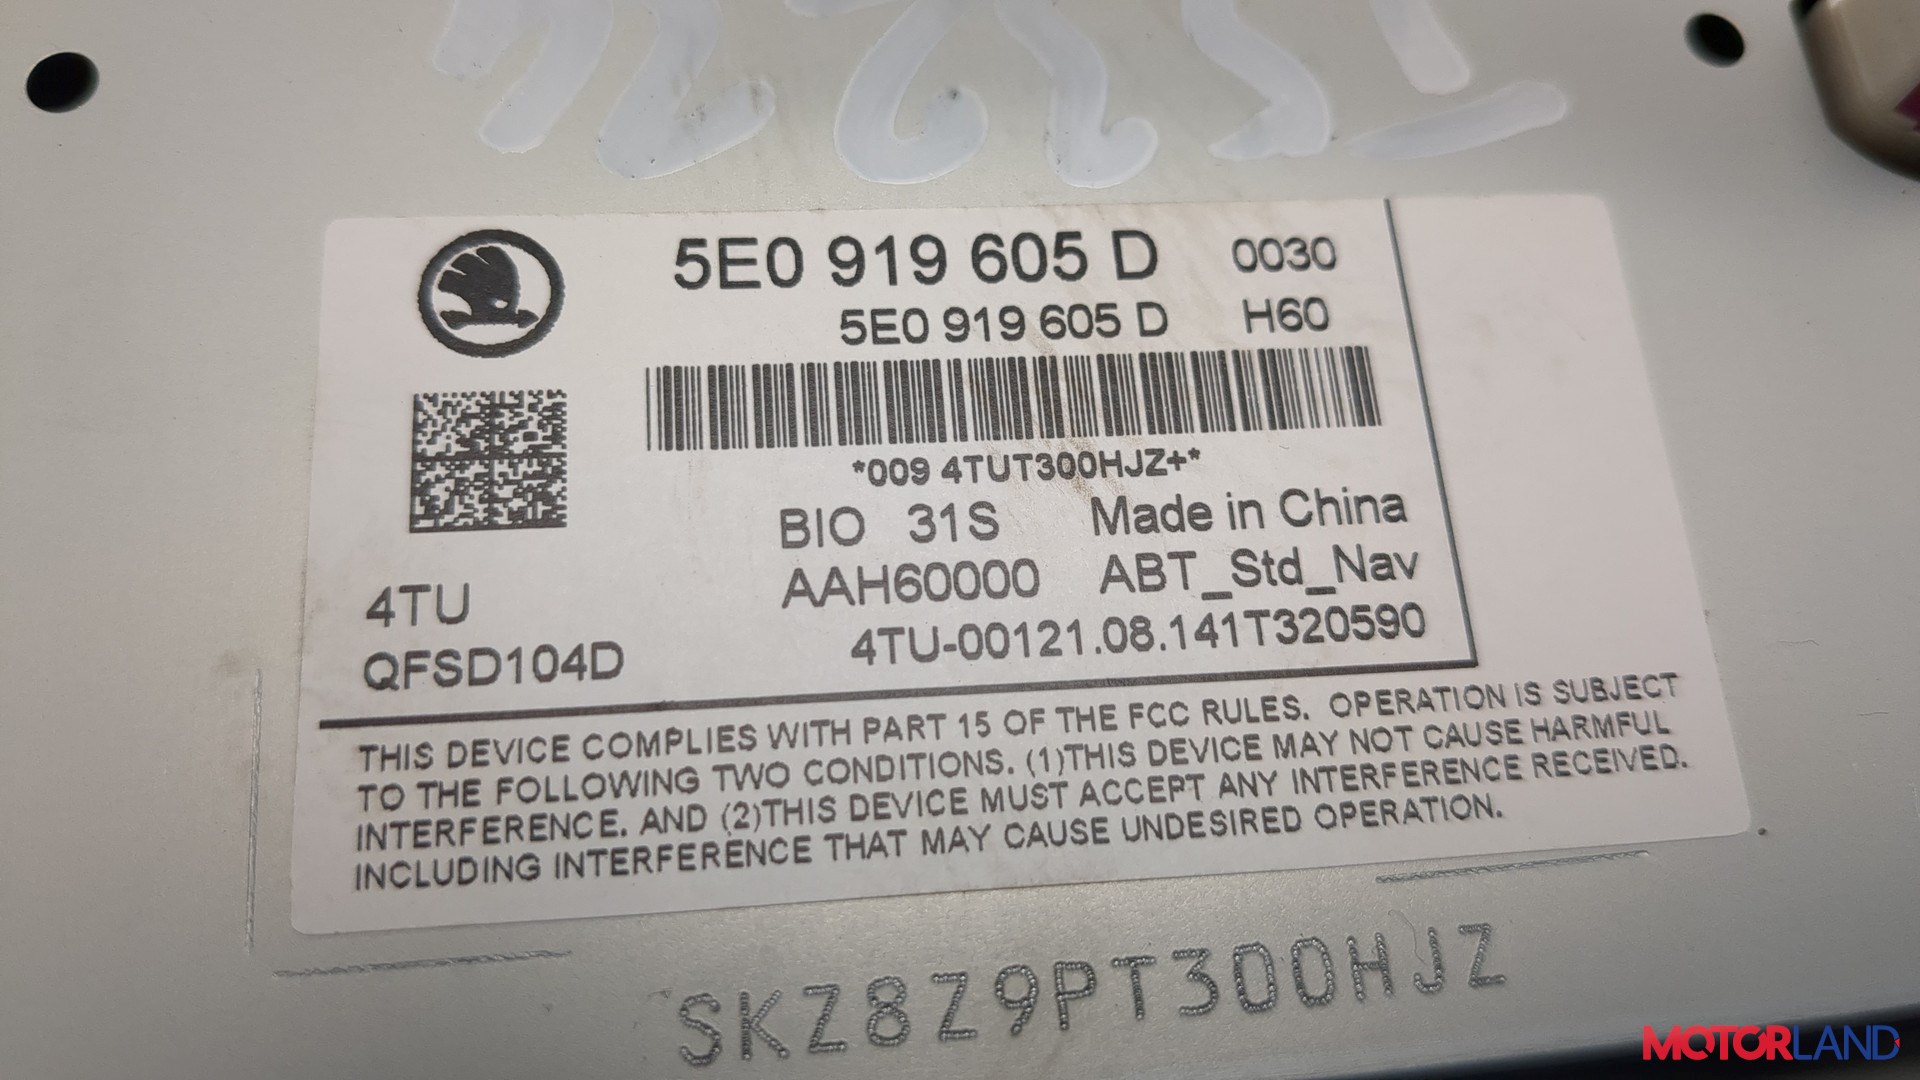 5E0 919 605 D 0030
5E0 919 605 D H60
*009 4TUT300HJZ+*
BIO 31S Made in China
AAH60000 ABT_Std_Nav
4TU
4TU-00121.08.141T320590
QFSD104D
THIS DEVICE COMPLIES WITH PART 15 OF THE FCC RULES. OPERATION IS SUBJECT
TO THE FOLLOWING TWO CONDITIONS. (1)THIS DEVICE MAY NOT CAUSE HARMFUL
INTERFERENCE. AND (2)THIS DEVICE MUST ACCEPT ANY INTERFERENCE RECEIVED.
INCLUDING INTERFERENCE THAT MAY CAUSE UNDESIRED OPERATION.
SKZ8Z9PT300HJZ
MOTORLAND